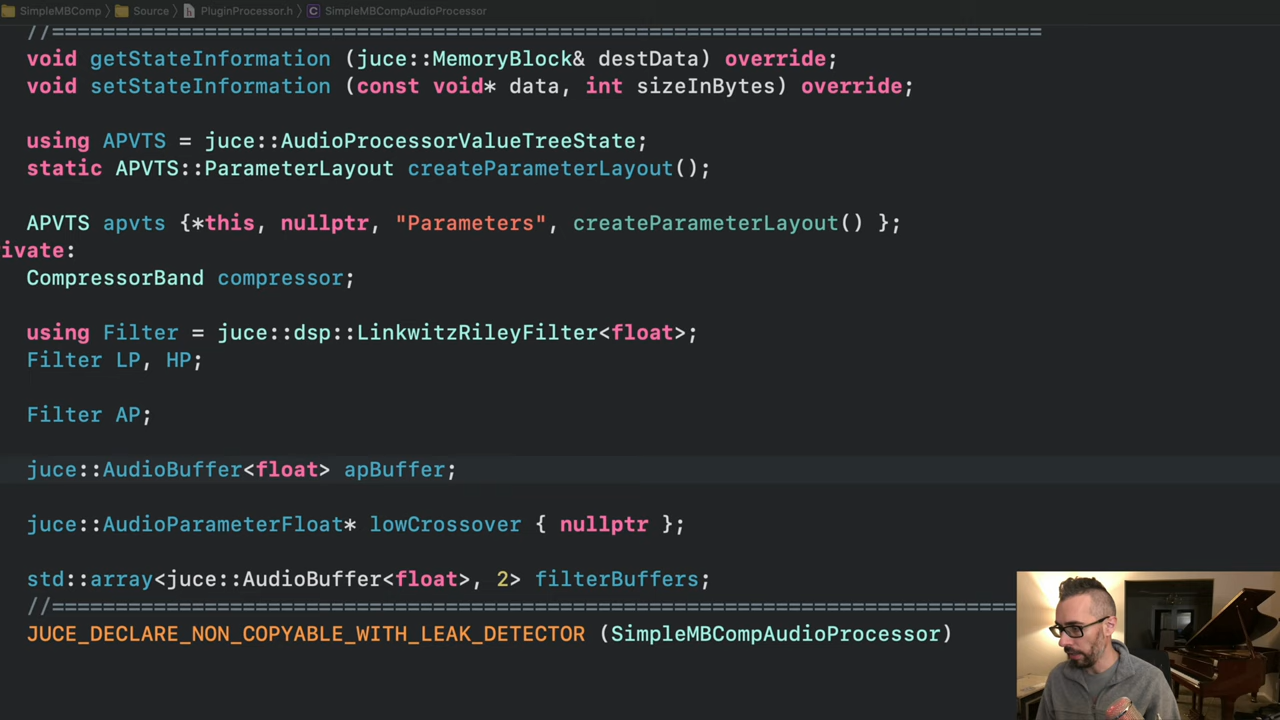 SimpleMBComp Source PluginProcessor.h C SimpleMBCompAudioProcessor
//==============================================================================
void getStateInformation (juce::MemoryBlock& destData) override;
void setStateInformation (const void* data, int sizeInBytes) override;
using APVTS = juce::AudioProcessorValueTreeState;
static APVTS::ParameterLayout createParameterLayout();
APVTS apvts {*this, nullptr, "Parameters", createParameterLayout() };
ivate:
CompressorBand compressor;
using Filter = juce::dsp::LinkwitzRileyFilter<float>;
Filter LP, HP;
Filter AP;
juce::AudioBuffer<float> apBuffer;
juce::AudioParameterFloat* lowCrossover { nullptr };
std::array<juce::AudioBuffer<float>, 2> filterBuffers;
//==============================================================================
JUCE_DECLARE_NON_COPYABLE_WITH_LEAK_DETECTOR (SimpleMBCompAudioProcessor)